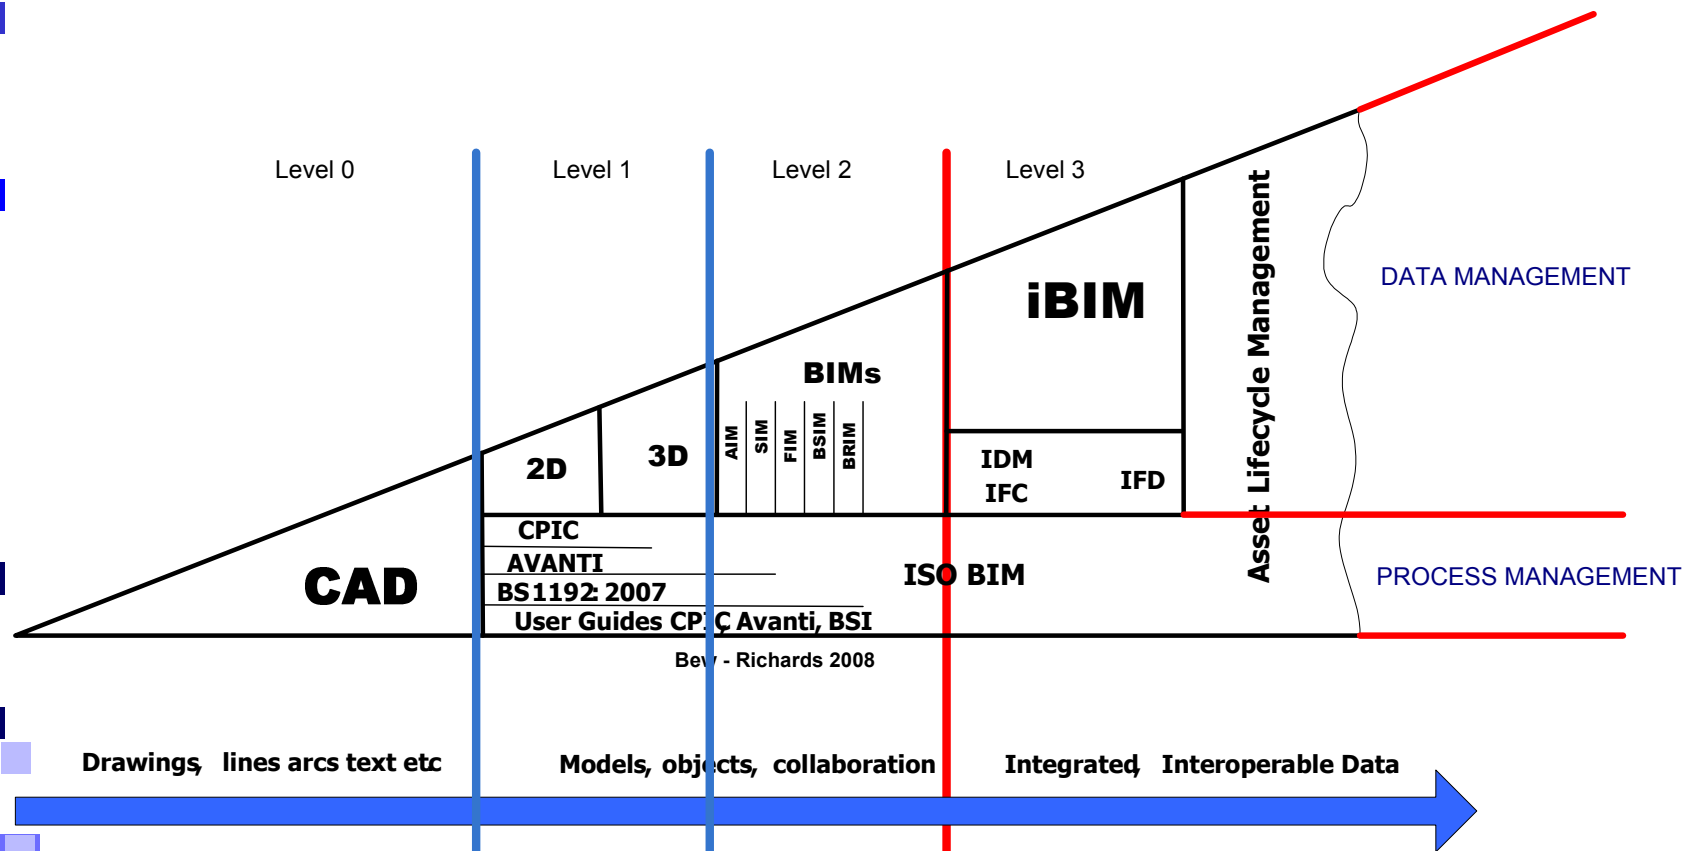 Level 0
Level 1
Level 2
Level 3
DATA MANAGEMENT
iBIM
BIMs
AIM
SIM
FIM
BSIM
BRIM
2D
3D
IDM
IFC
IFD
Asset Lifecycle Management
CAD
CPIC
AVANTI
BS1192:2007
User Guides CPIC, Avanti, BSI
ISO BIM
PROCESS MANAGEMENT
Bew - Richards 2008
Drawings, lines arcs text etc
Models, objects, collaboration
Integrated, Interoperable Data